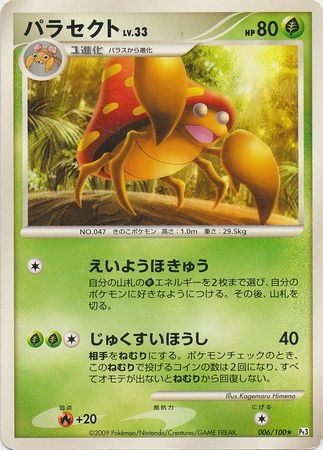 パラセクト LV.33 HP 80
1進化 パラスから進化
NO.047 きのこポケモン 高さ:1.0m 重さ:29.5kg
えいようほきゅう
自分の山札のエネルギーを2枚まで選び、自分の
ポケモンに好きなようにつける。その後、山札を
切る。
じゅくすいほうし 40
相手をねむりにする。ポケモンチェックのとき、
このねむりで投げるコインの数は2回になり、すべ
てオモテが出ないとねむりから回復しない。
Illus.Kagemaru Himeno
弱点 抵抗力 にげる
+20
006/100★ Pt3
©2009 Pokémon/Nintendo/Creatures/GAME FREAK.